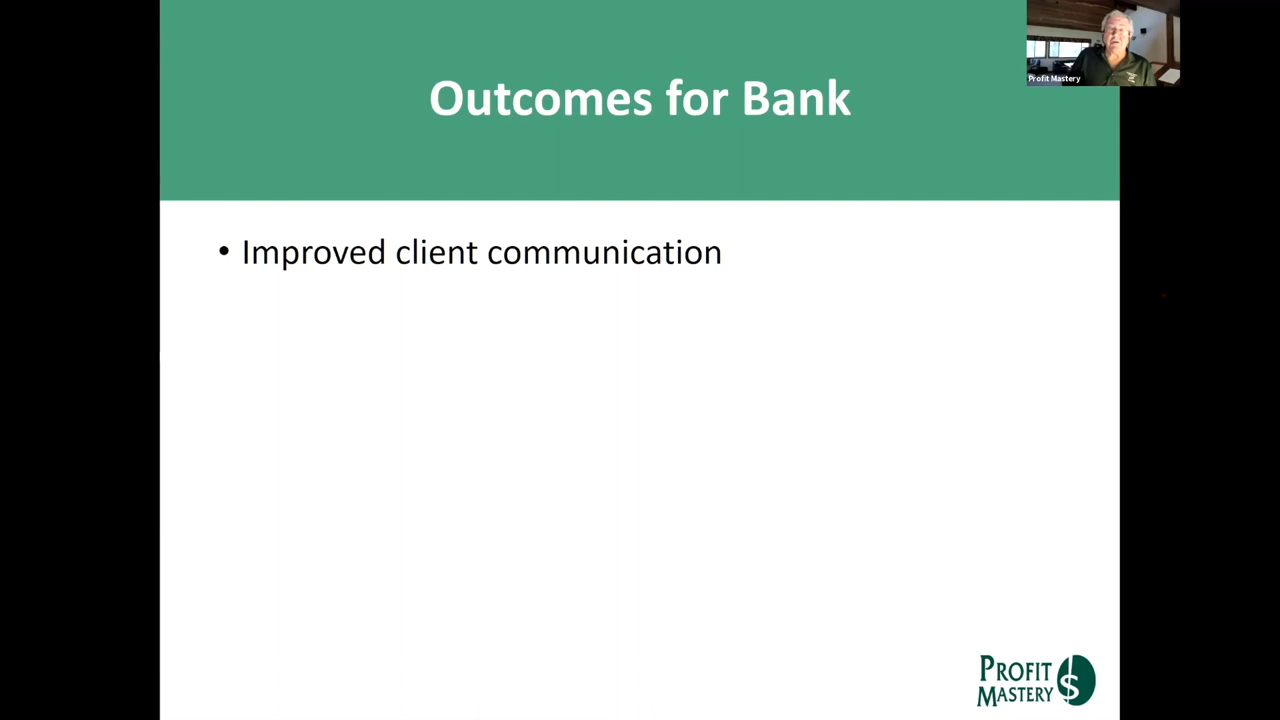 Outcomes for Bank
Profit Mastery
• Improved client communication
PROFIT
MASTERY